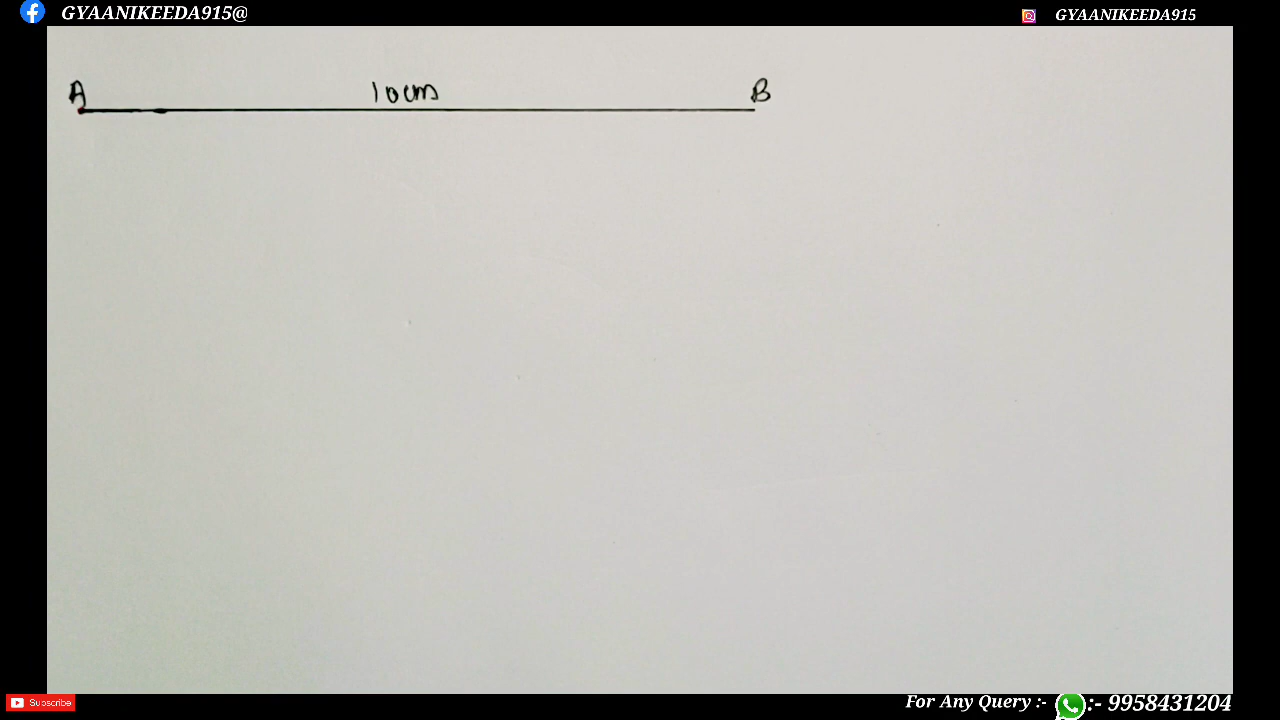 GYAANIKEEDA915@
GYAANIKEEDA915
A 10cm B
Subscribe
For Any Query :- :- 9958431204